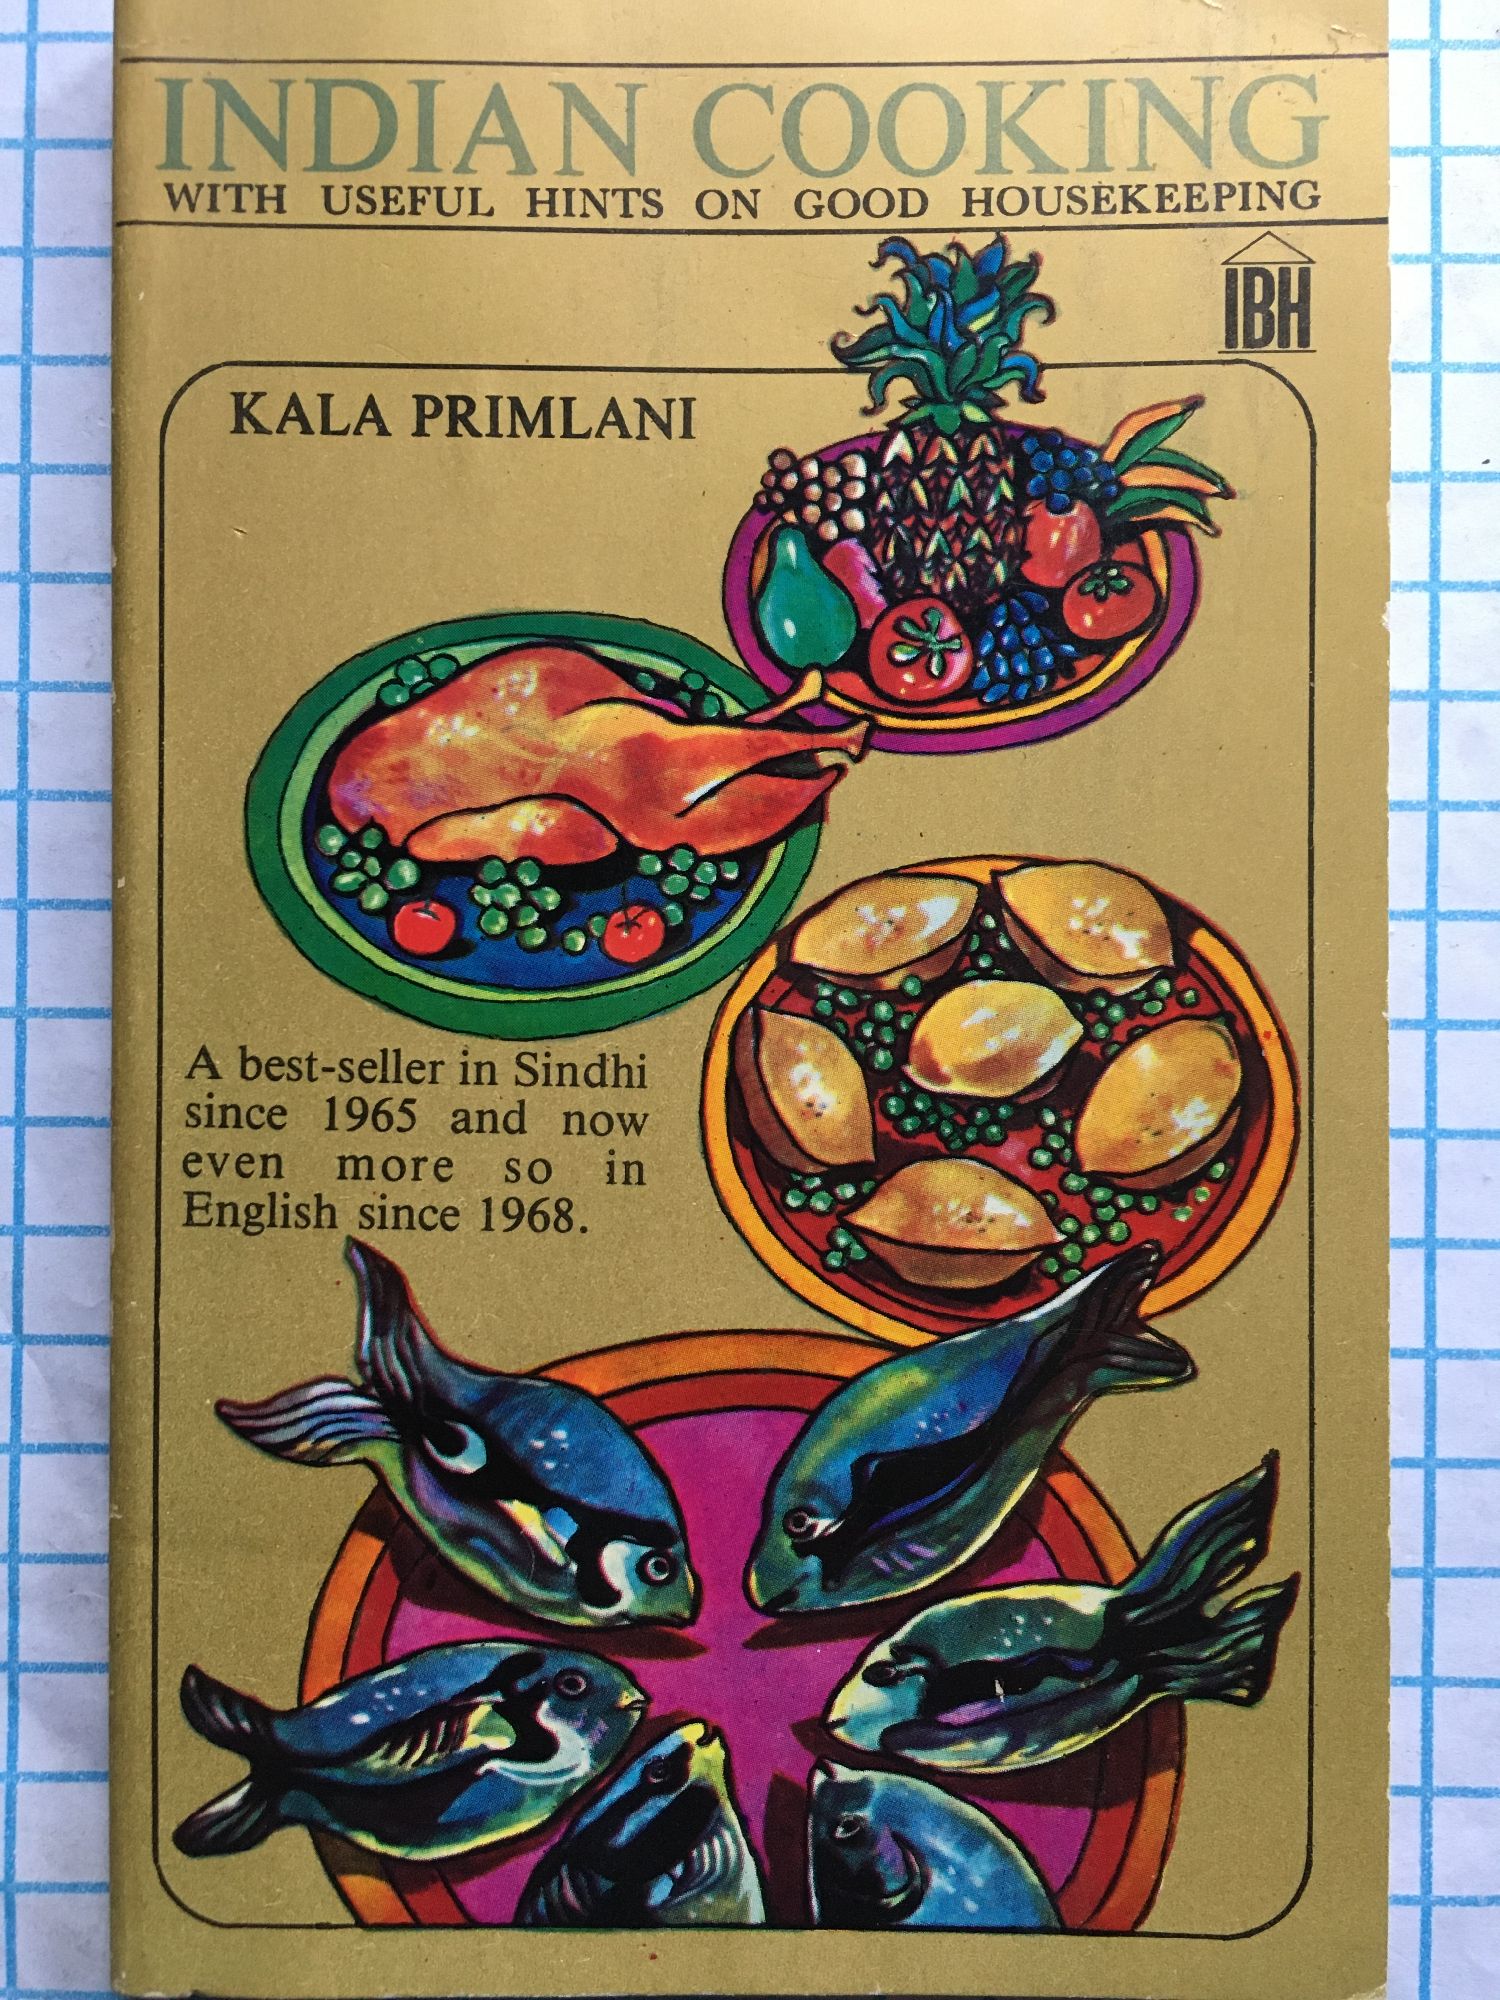 INDIAN COOKING
WITH USEFUL HINTS ON GOOD HOUSEKEEPING
IBH
KALA PRIMLANI
A best-seller in Sindhi
since 1965 and now
even more so in
English since 1968.